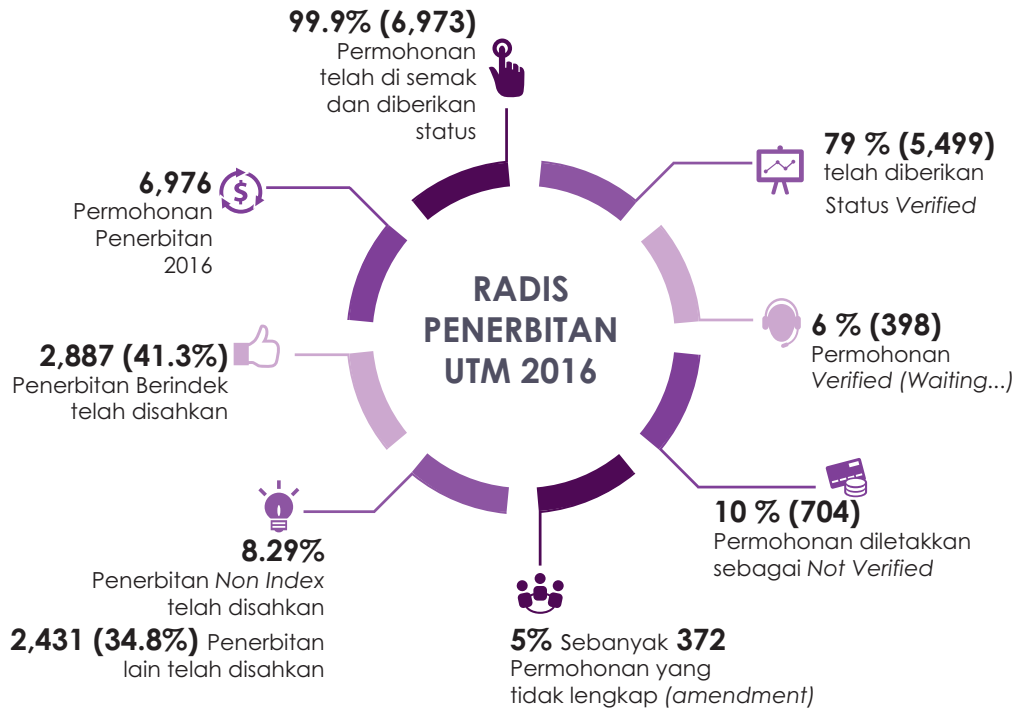 99.9% (6,973)
Permohonan
telah di semak
dan diberikan
status
79 % (5,499)
telah diberikan
Status Verified
6,976
Permohonan
Penerbitan
2016
$
RADIS
PENERBITAN
UTM 2016
6 % (398)
Permohonan
Verified (Waiting...)
2,887 (41.3%)
Penerbitan Berindek
telah disahkan
10 % (704)
Permohonan diletakkan
sebagai Not Verified
8.29%
Penerbitan Non Index
telah disahkan
2,431 (34.8%) Penerbitan
lain telah disahkan
5% Sebanyak 372
Permohonan yang
tidak lengkap (amendment)